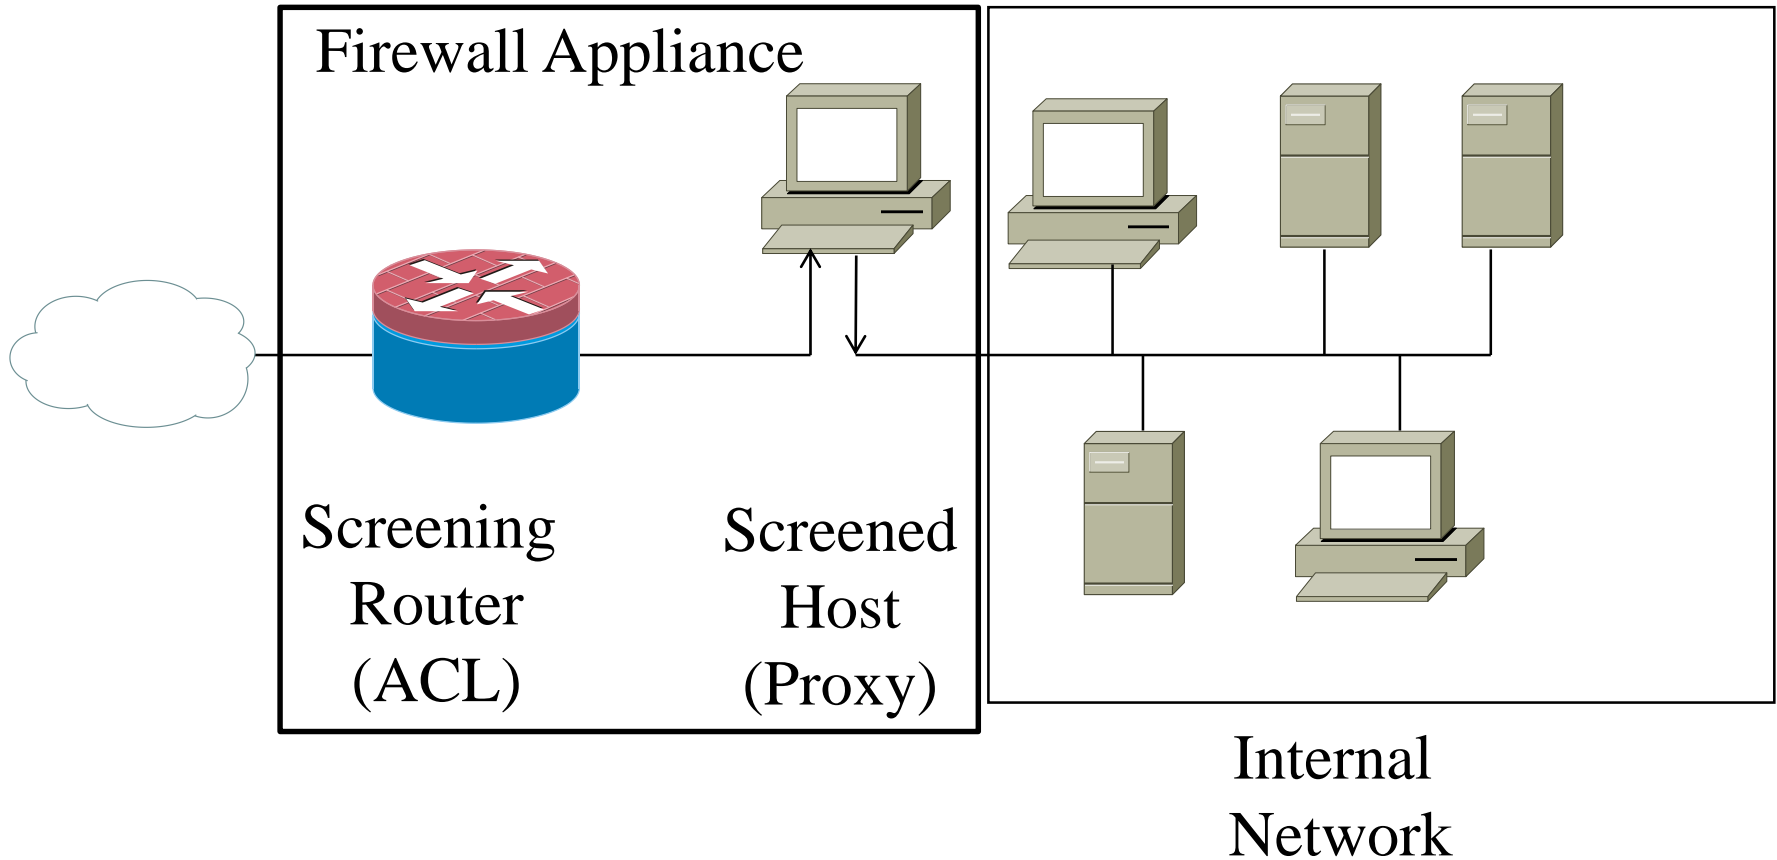 Firewall Appliance
Screening
Router
(ACL)
Screened
Host
(Proxy)
Internal
Network